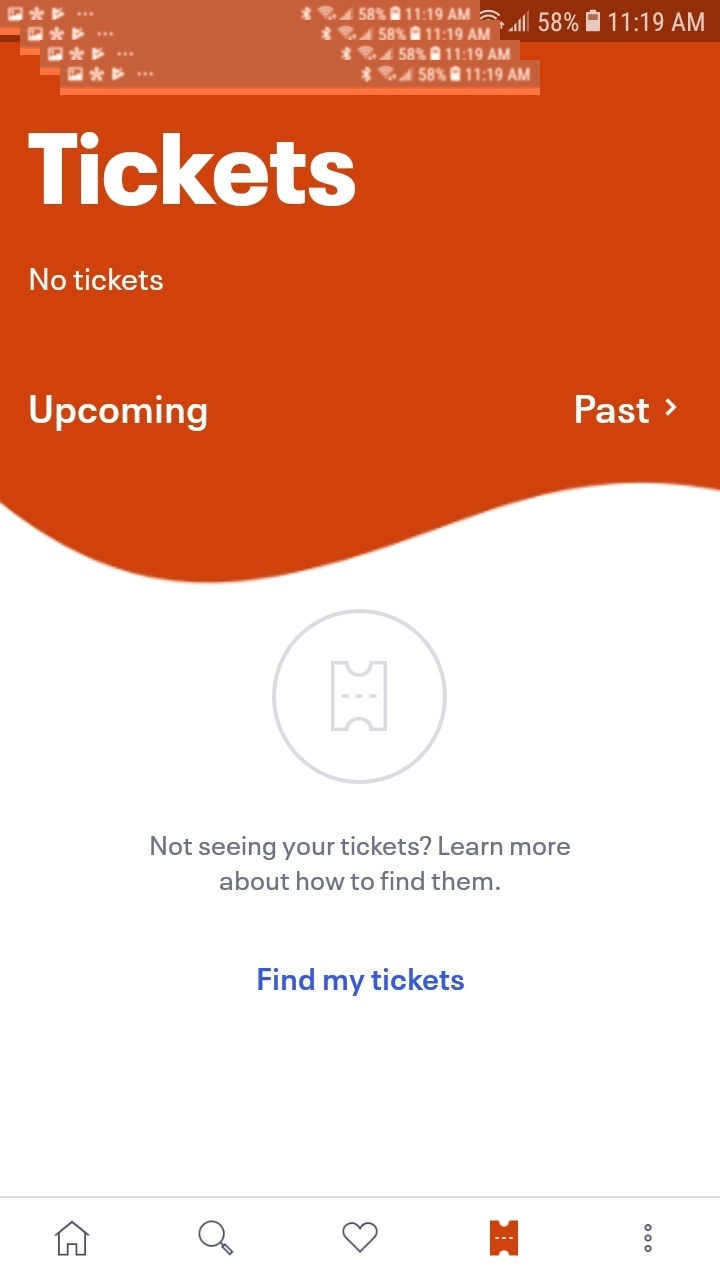 58% 11:19 AM
58% 11:19 AM
58% 11:19 AM
58% 11:19 AM
58% 11:19 AM
Tickets
No tickets
Upcoming Past
Not seeing your tickets? Learn more
about how to find them.
Find my tickets